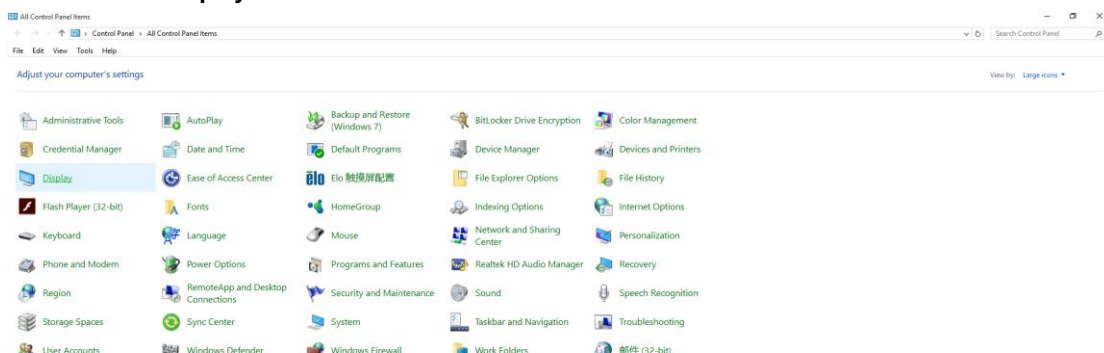 All Control Panel Items
Control Panel › All Control Panel Items
Search Control Panel
File Edit View Tools Help
Adjust your computer's settings
View by: Large icons
Administrative Tools
AutoPlay
Backup and Restore
(Windows 7)
BitLocker Drive Encryption
Color Management
Credential Manager
Date and Time
Default Programs
Device Manager
Devices and Printers
Display
Ease of Access Center
elo Elo 触摸屏配置
File Explorer Options
File History
Flash Player (32-bit)
Fonts
HomeGroup
Indexing Options
Internet Options
Keyboard
Language
Mouse
Network and Sharing
Center
Personalization
Phone and Modem
Power Options
Programs and Features
Realtek HD Audio Manager
Recovery
Region
RemoteApp and Desktop
Connections
Security and Maintenance
Sound
Speech Recognition
Storage Spaces
Sync Center
System
Taskbar and Navigation
Troubleshooting
User Accounts
Windows Defender
Windows Firewall
Work Folders
邮件 (32-bit)